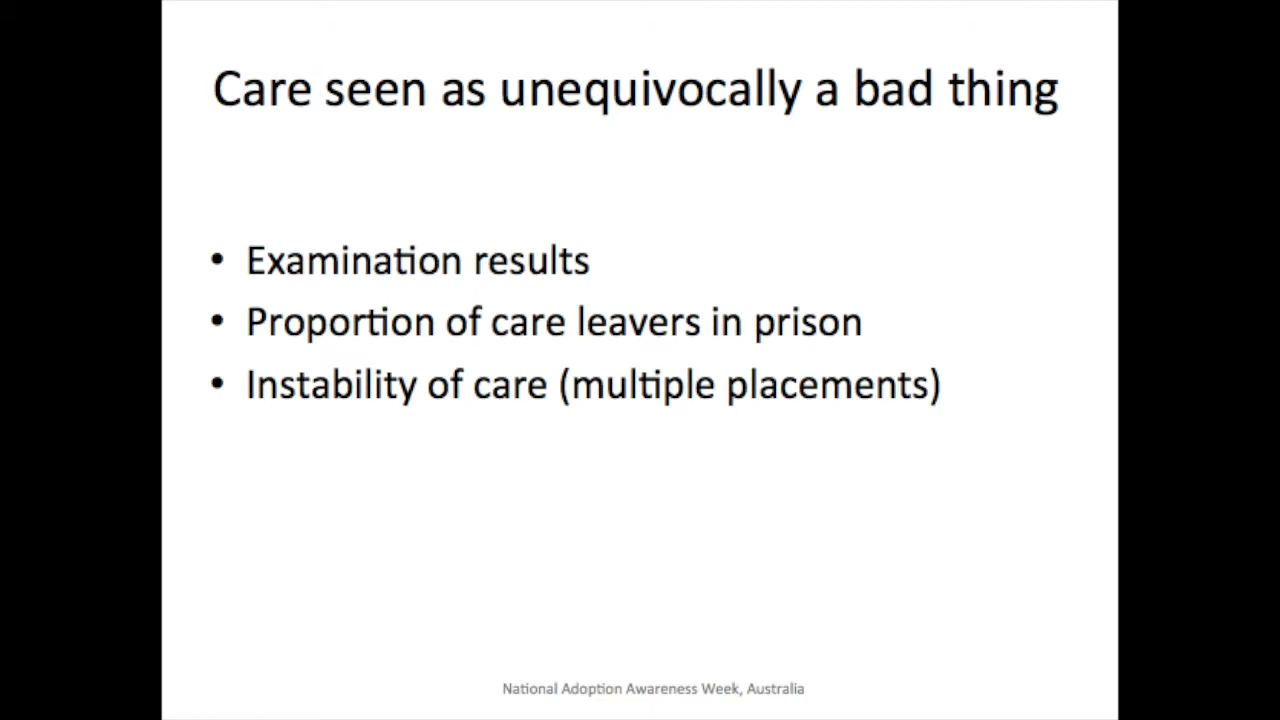 Care seen as unequivocally a bad thing
• Examination results
• Proportion of care leavers in prison
• Instability of care (multiple placements)
National Adoption Awareness Week, Australia